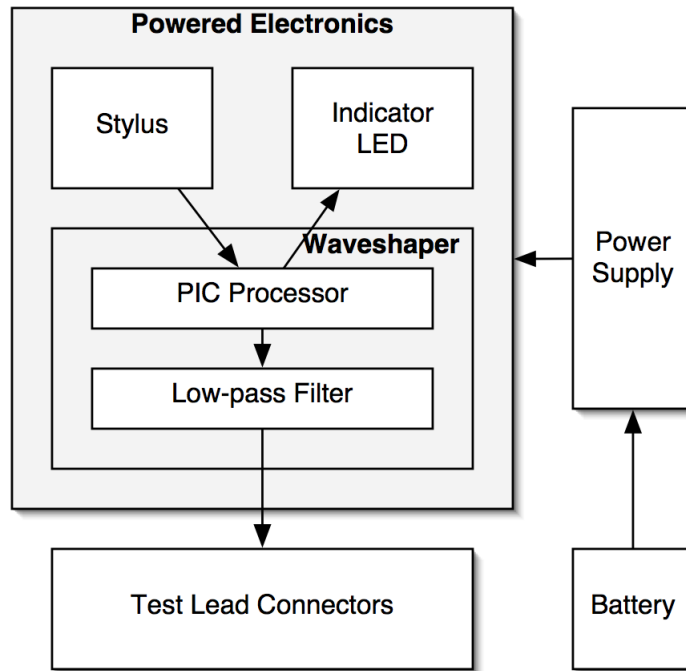 Powered Electronics
Stylus
Indicator
LED
Waveshaper
PIC Processor
Low-pass Filter
Power
Supply
Test Lead Connectors
Battery